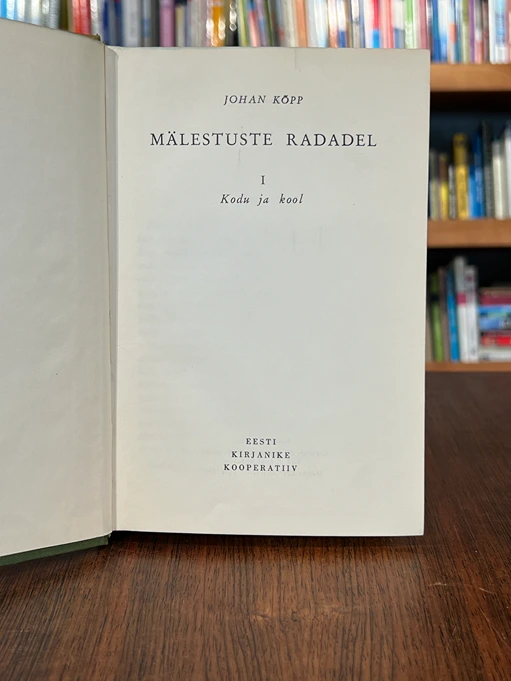 JOHAN KÕPP
MÄLESTUSTE RADADEL
I
Kodu ja kool
EESTI
KIRJANIKE
KOOPERATIIV